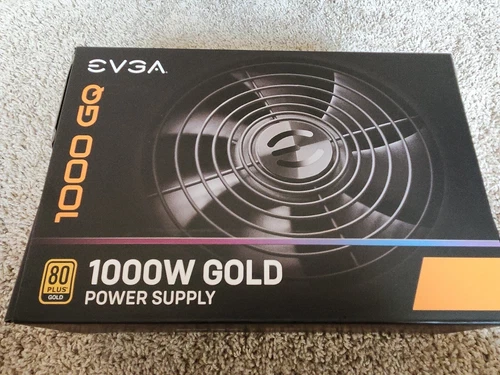 EVGA
1000 GQ
80
PLUS
GOLD
1000W GOLD
POWER SUPPLY